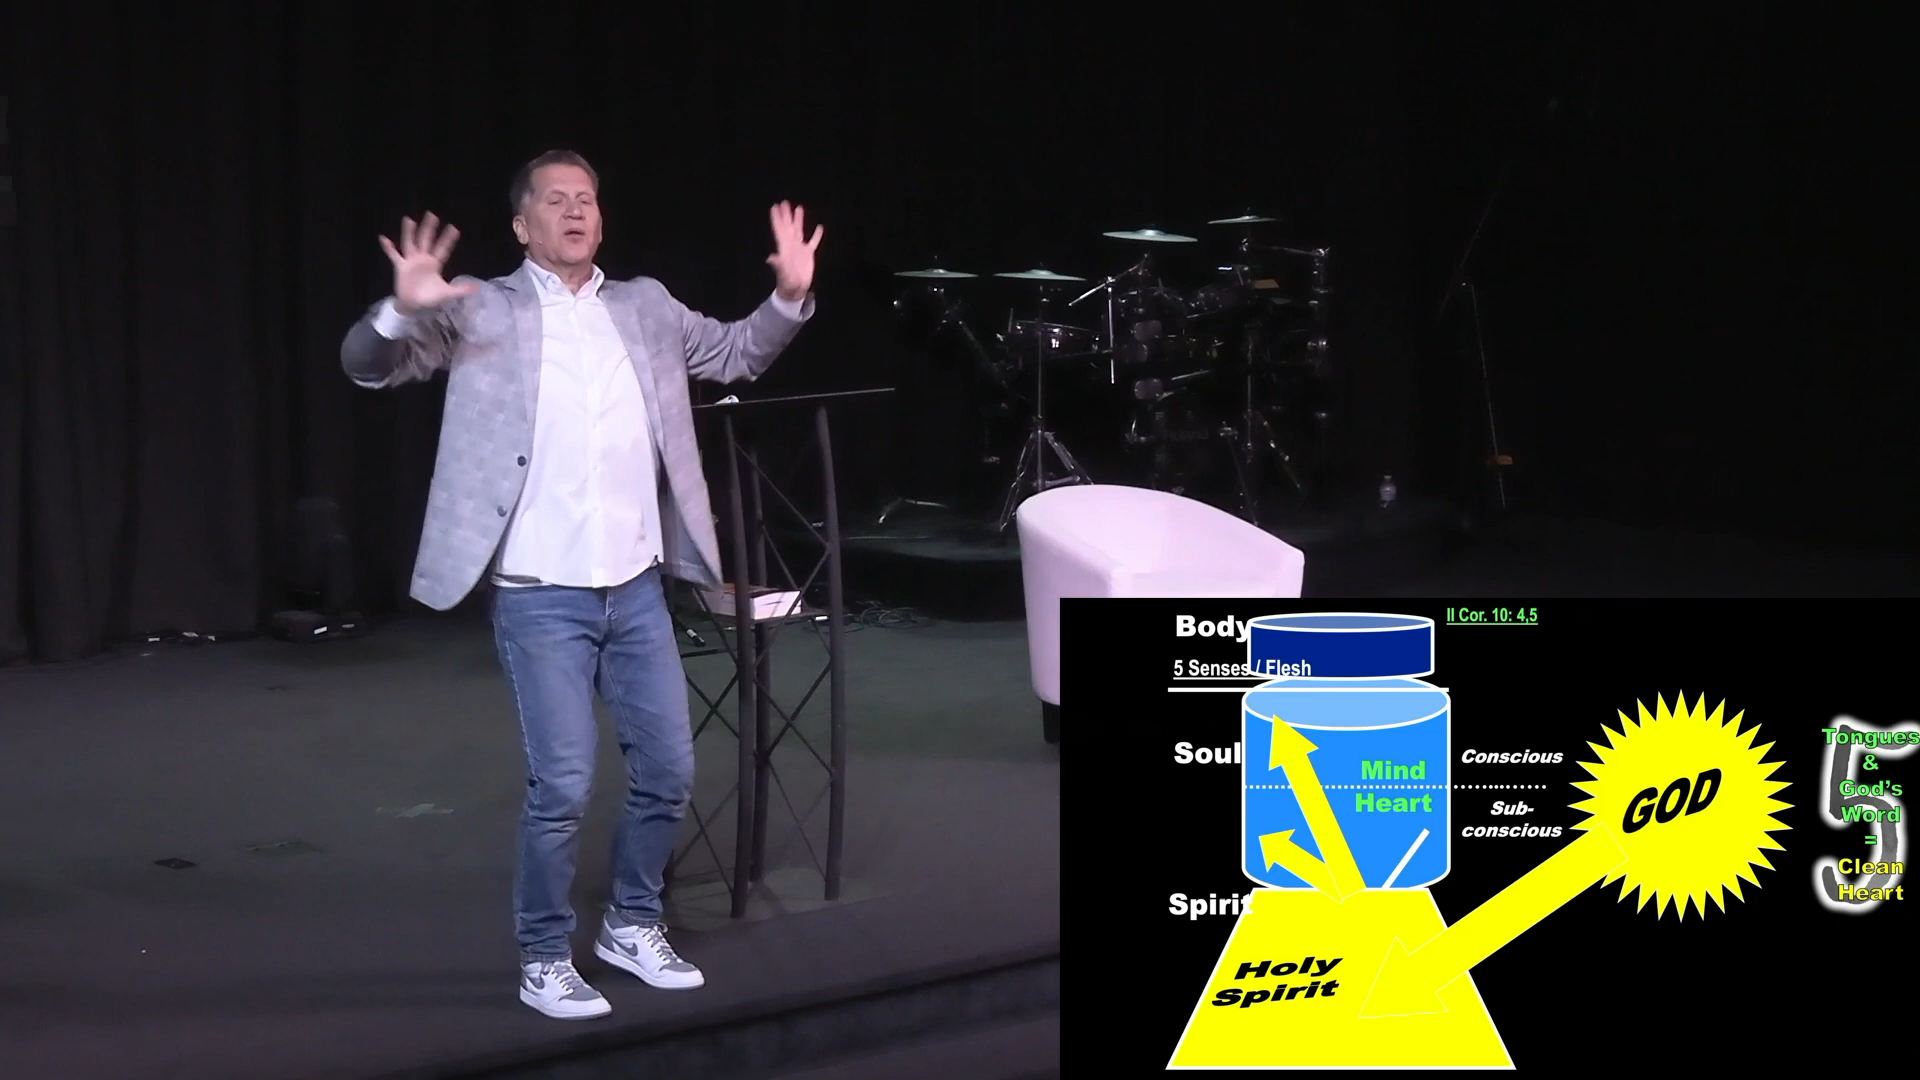 Body
II Cor. 10: 4,5
5 Senses / Flesh
Soul
Mind
Heart
Conscious
Sub-
conscious
GOD
Tongues
&
God's
Word
=
Clean
Heart
5
Spirit
Holy
Spirit